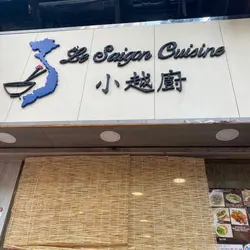 Le Saigon Cuisine
小越廚